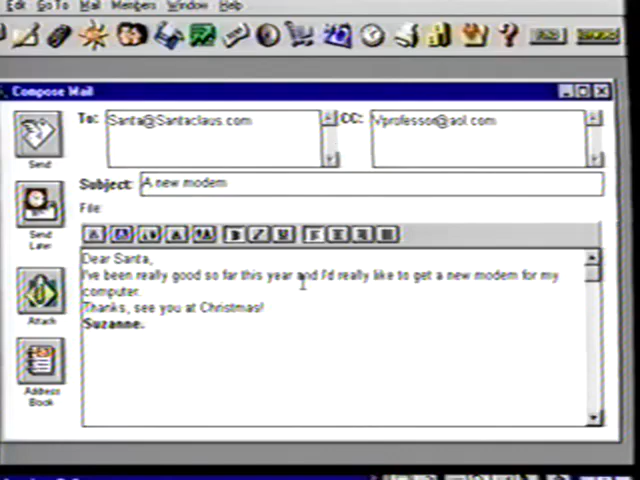 Edit Go To Mail Members Window Help
Compose Mail
To: Santa@Santaclaus.com CC: Vprofessor@aol.com
Send
Subject: A new modem
File:
Send
Later
Dear Santa,
I've been really good so far this year and I'd really like to get a new modem for my
computer.
Thanks, see you at Christmas!
Suzanne.
Attach
Address
Book